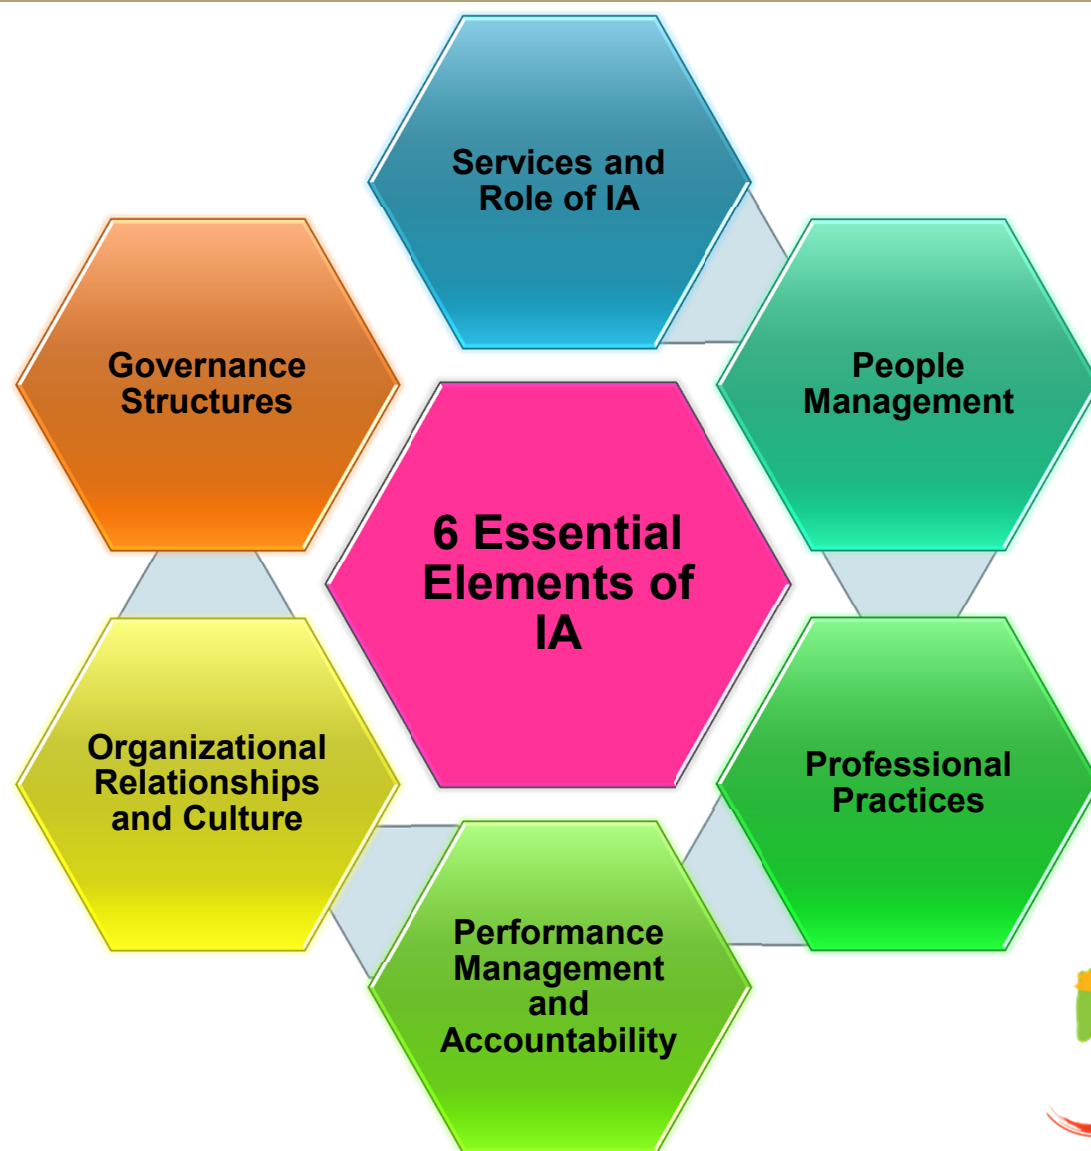 Services and
Role of IA
People
Management
Professional
Practices
Performance
Management
and
Accountability
Organizational
Relationships
and Culture
Governance
Structures
6 Essential
Elements of
IA